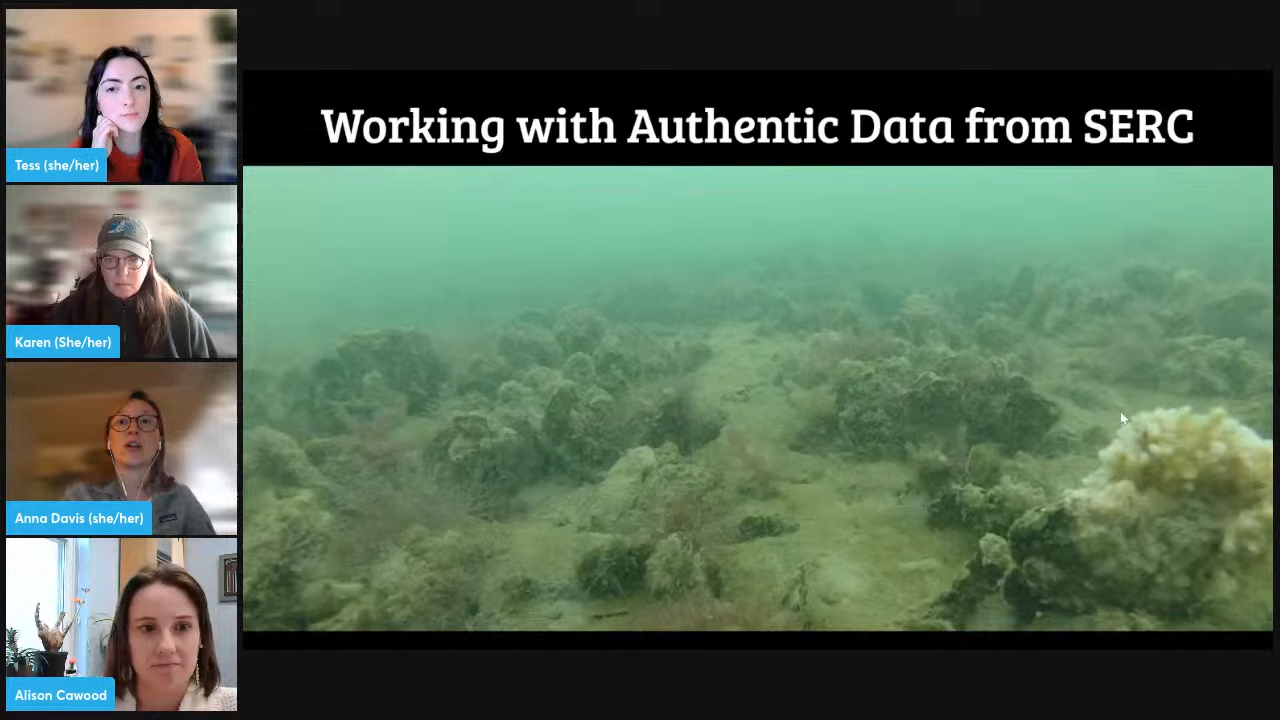 Working with Authentic Data from SERC
Tess (she/her)
Karen (She/her)
Anna Davis (she/her)
Alison Cawood